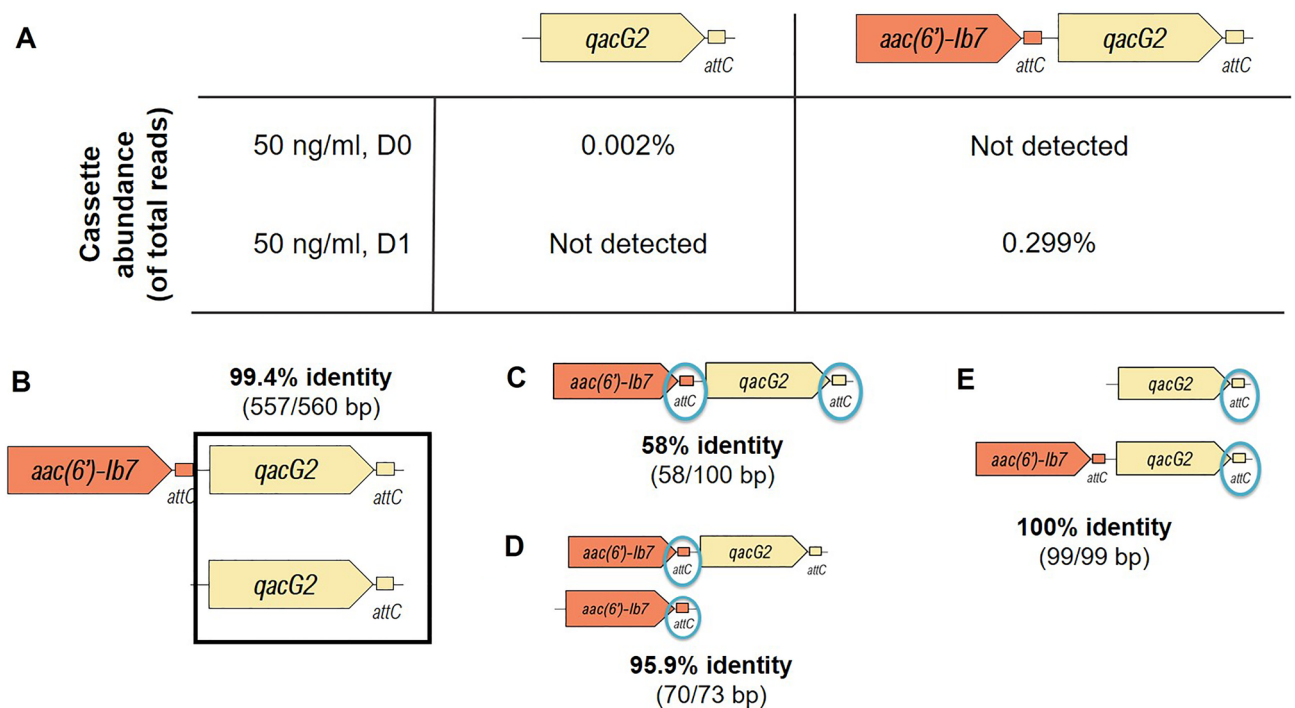 A
qacG2
attC
aac(6')-Ib7
attC
qacG2
attC
Cassette
abundance
(of total reads)
50 ng/ml, D0
0.002%
Not detected
50 ng/ml, D1
Not detected
0.299%
B
99.4% identity
(557/560 bp)
aac(6')-Ib7
attC
qacG2
attC
qacG2
attC
C
aac(6')-Ib7
attC
qacG2
attC
58% identity
(58/100 bp)
D
aac(6')-Ib7
attC
qacG2
attC
aac(6')-Ib7
attC
95.9% identity
(70/73 bp)
E
qacG2
attC
aac(6')-Ib7
attC
qacG2
attC
100% identity
(99/99 bp)